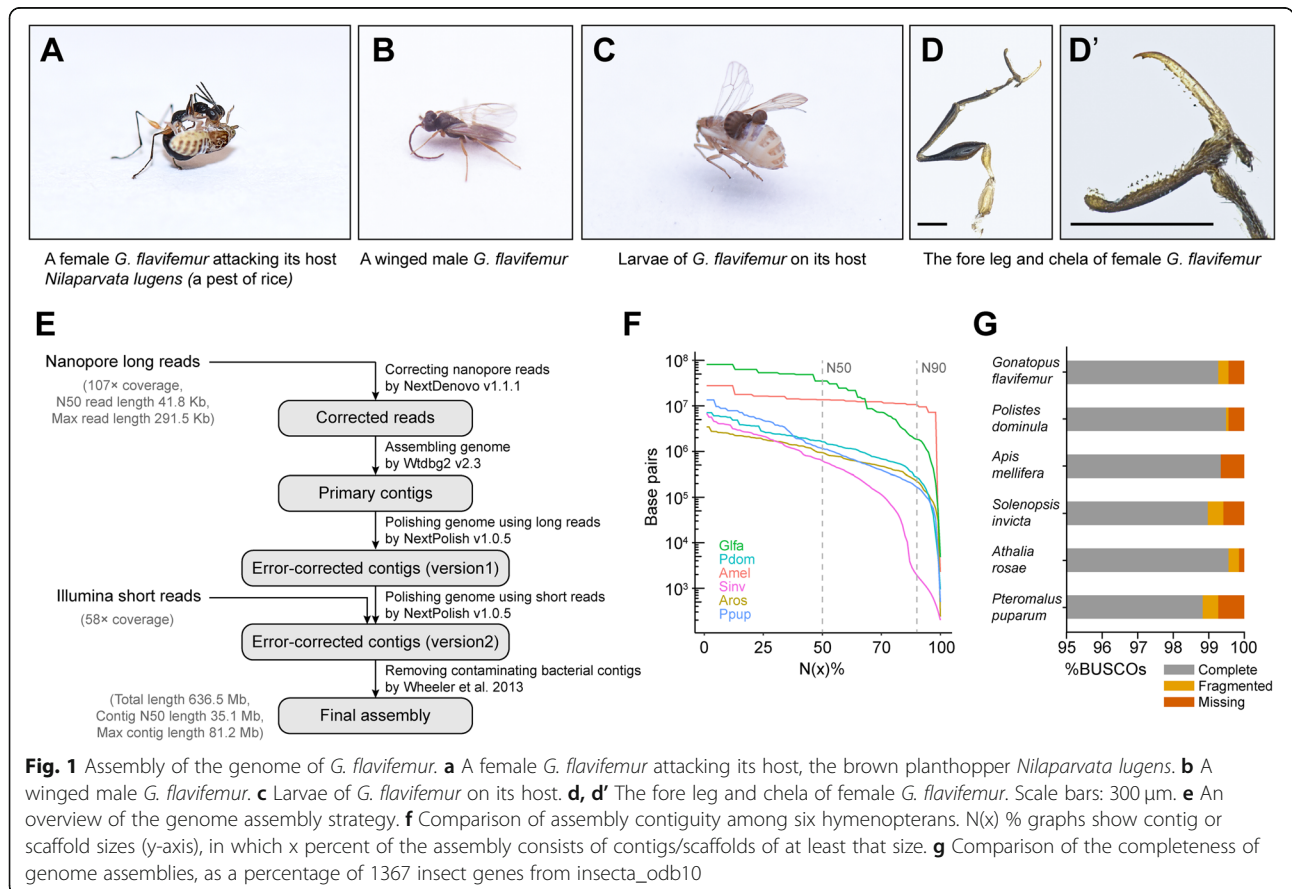 A
B
C
D
D'
A female G. flavifemur attacking its host
Nilaparvata lugens (a pest of rice)
A winged male G. flavifemur
Larvae of G. flavifemur on its host
The fore leg and chela of female G. flavifemur
E
Nanopore long reads
(107× coverage,
N50 read length 41.8 Kb,
Max read length 291.5 Kb)
Correcting nanopore reads
by NextDenovo v1.1.1
Corrected reads
Assembling genome
by Wtdbg2 v2.3
Primary contigs
Polishing genome using long reads
by NextPolish v1.0.5
Error-corrected contigs (version1)
Illumina short reads
(58× coverage)
Polishing genome using short reads
by NextPolish v1.0.5
Error-corrected contigs (version2)
Removing contaminating bacterial contigs
by Wheeler et al. 2013
(Total length 636.5 Mb,
Contig N50 length 35.1 Mb,
Max contig length 81.2 Mb)
Final assembly
F
Base pairs
10⁸
10⁷
10⁶
10⁵
10⁴
10³
N50
N90
Glfa
Pdom
Amel
Sinv
Aros
Ppup
0
25
50
70
100
N(x)%
G
Gonatopus
flavifemur
Polistes
dominula
Apis
mellifera
Solenopsis
invicta
Athalia
rosae
Pteromalus
puparum
95
96
97
98
99
100
%BUSCOs
Complete
Fragmented
Missing
Fig. 1 Assembly of the genome of G. flavifemur. a A female G. flavifemur attacking its host, the brown planthopper Nilaparvata lugens. b A
winged male G. flavifemur. c Larvae of G. flavifemur on its host. d, d’ The fore leg and chela of female G. flavifemur. Scale bars: 300 μm. e An
overview of the genome assembly strategy. f Comparison of assembly contiguity among six hymenopterans. N(x) % graphs show contig or
scaffold sizes (y-axis), in which x percent of the assembly consists of contigs/scaffolds of at least that size. g Comparison of the completeness of
genome assemblies, as a percentage of 1367 insect genes from insecta_odb10